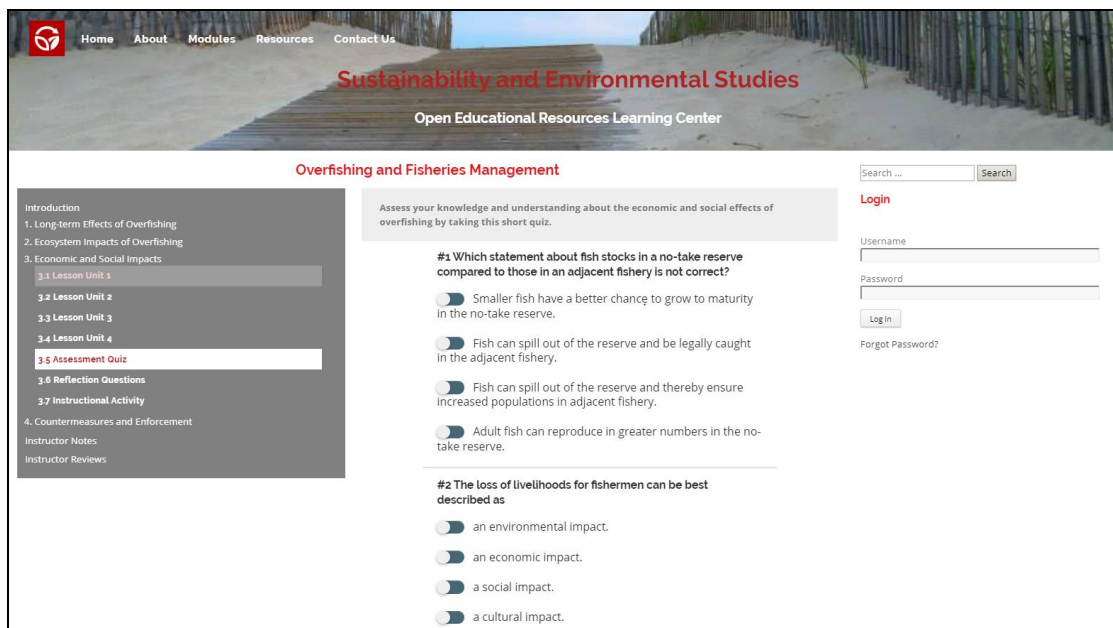 Home About Modules Resources Contact Us
Sustainability and Environmental Studies
Open Educational Resources Learning Center
Overfishing and Fisheries Management
Introduction
1. Long-term Effects of Overfishing
2. Ecosystem Impacts of Overfishing
3. Economic and Social Impacts
3.1 Lesson Unit 1
3.2 Lesson Unit 2
3.3 Lesson Unit 3
3.4 Lesson Unit 4
3.5 Assessment Quiz
3.6 Reflection Questions
3.7 Instructional Activity
4. Countermeasures and Enforcement
Instructor Notes
Instructor Reviews
Assess your knowledge and understanding about the economic and social effects of
overfishing by taking this short quiz.
#1 Which statement about fish stocks in a no-take reserve
compared to those in an adjacent fishery is not correct?
Smaller fish have a better chance to grow to maturity
in the no-take reserve.
Fish can spill out of the reserve and be legally caught
in the adjacent fishery.
Fish can spill out of the reserve and thereby ensure
increased populations in adjacent fishery.
Adult fish can reproduce in greater numbers in the no-
take reserve.
#2 The loss of livelihoods for fishermen can be best
described as
an environmental impact.
an economic impact.
a social impact.
a cultural impact.
Search ... Search
Login
Username
Password
Log In
Forgot Password?